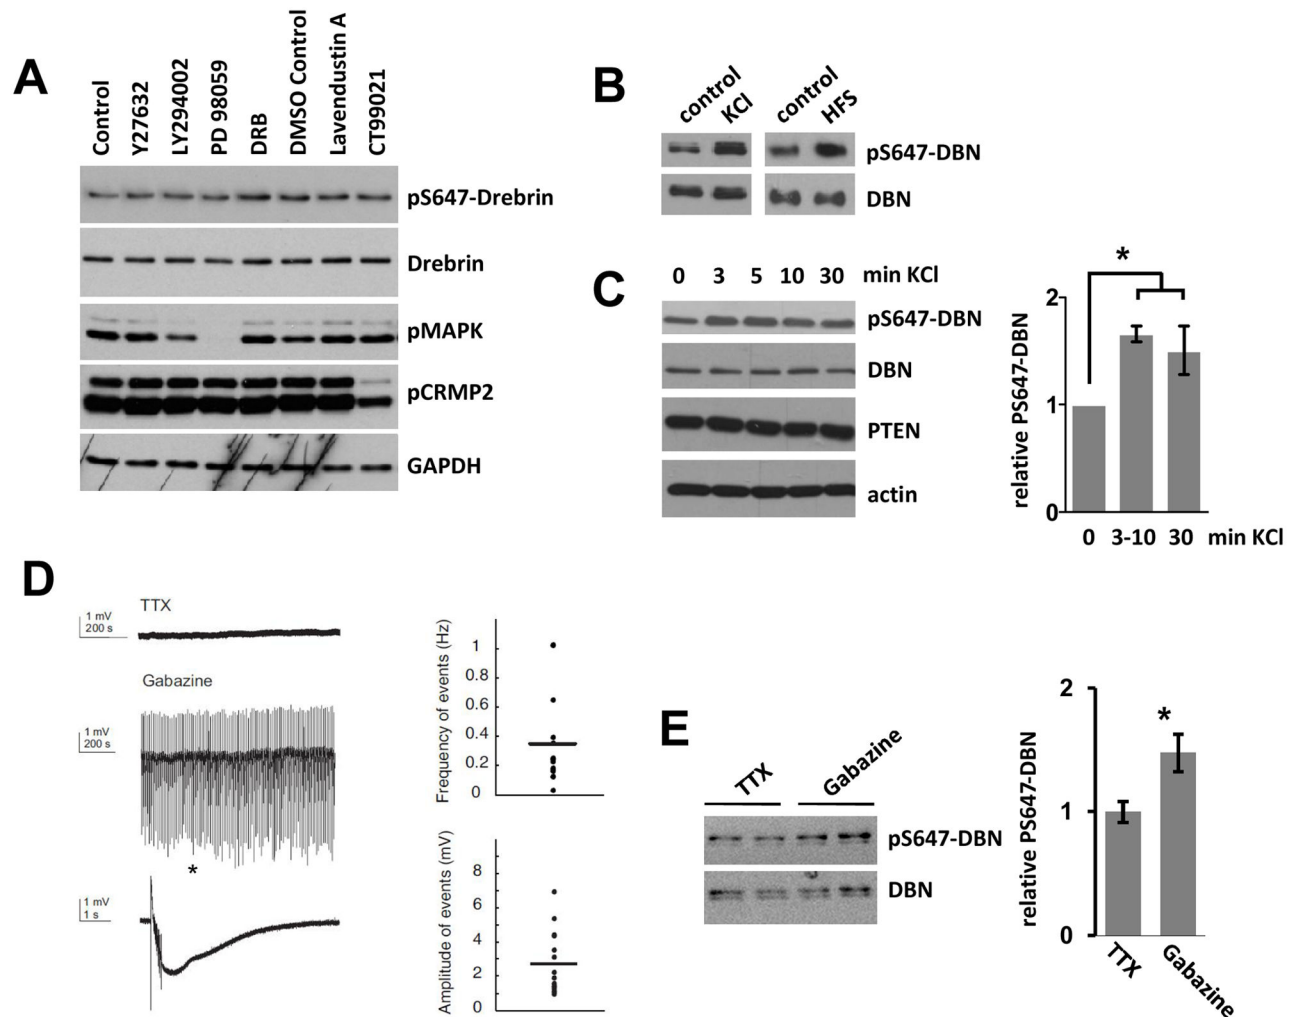 A
Control
Y27632
LY294002
PD 98059
DRB
DMSO Control
Lavendustin A
CT99021
pS647-Drebrin
Drebrin
pMAPK
pCRMP2
GAPDH
B
control
KCl
control
HFS
pS647-DBN
DBN
C
0 3 5 10 30 min KCl
pS647-DBN
DBN
PTEN
actin
relative PS647-DBN
2
1
0
*
0 3-10 30 min KCl
D
TTX
1 mV
200 s
Gabazine
1 mV
200 s
*
1 mV
1 s
Frequency of events (Hz)
1
0.8
0.6
0.4
0.2
0
Amplitude of events (mV)
8
6
4
2
0
E
TTX
Gabazine
pS647-DBN
DBN
relative PS647-DBN
2
1
0
*
TTX
Gabazine